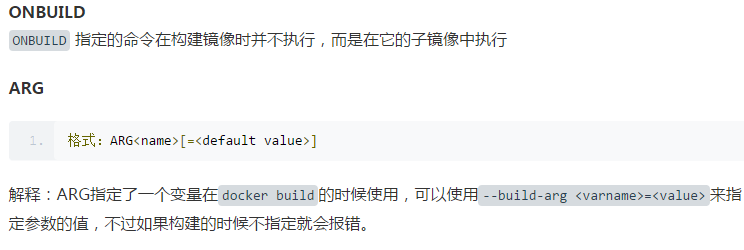 ONBUILD
ONBUILD 指定的命令在构建镜像时并不执行，而是在它的子镜像中执行
ARG
1. 格式：ARG<name>[=<default value>]
解释：ARG指定了一个变量在docker build的时候使用，可以使用--build-arg <varname>=<value>来指
定参数的值，不过如果构建的时候不指定就会报错。